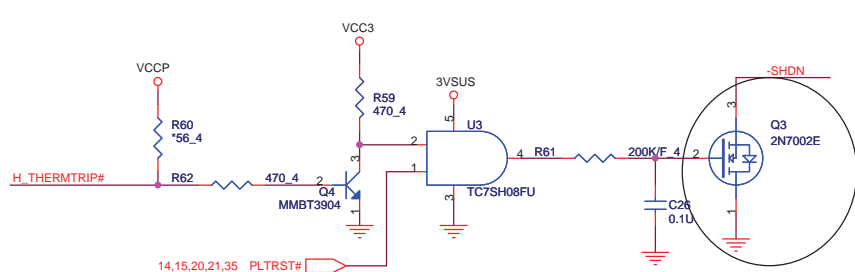 VCC3
-SHDN
VCCP
3VSUS
R59
470_4
3
R60
*56_4
5
U3
Q3
2N7002E
2
4
R61
200K/F_4
2
3
H_THERMTRIP#
R62
470_4
2
1
Q4
MMBT3904
1
3
TC7SH08FU
C26
0.1U
1
14,15,20,21,35 PLTRST#